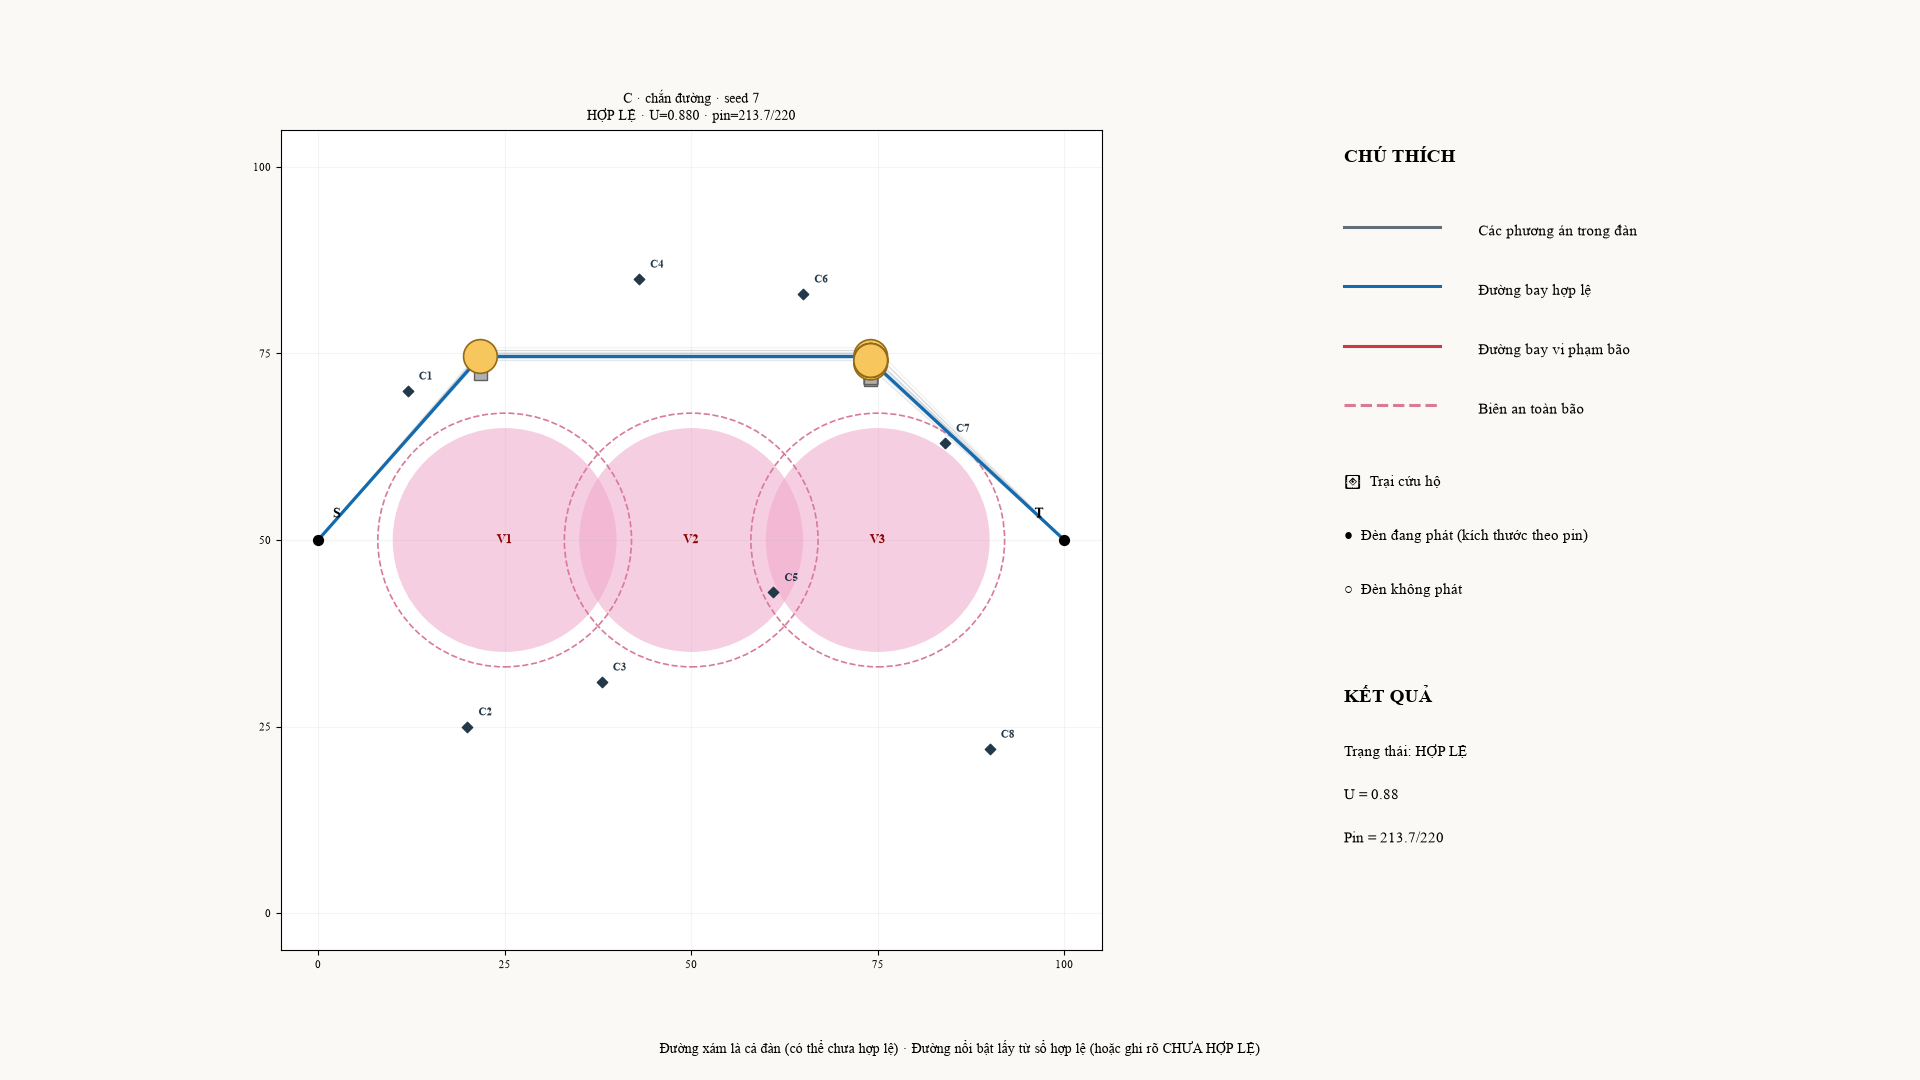 C · chắn đường · seed 7
HỢP LỆ · U=0.880 · pin=213.7/220
100
75
50
25
0
0
25
50
75
100
C4
C6
C1
C7
S
T
V1
V2
V3
C5
C3
C2
C8
CHÚ THÍCH
Các phương án trong đàn
Đường bay hợp lệ
Đường bay vi phạm bão
Biên an toàn bão
Trại cứu hộ
Đèn đang phát (kích thước theo pin)
Đèn không phát
KẾT QUẢ
Trạng thái: HỢP LỆ
U = 0.88
Pin = 213.7/220
Đường xám là cả đàn (có thể chưa hợp lệ) · Đường nổi bật lấy từ sổ hợp lệ (hoặc ghi rõ CHƯA HỢP LỆ)